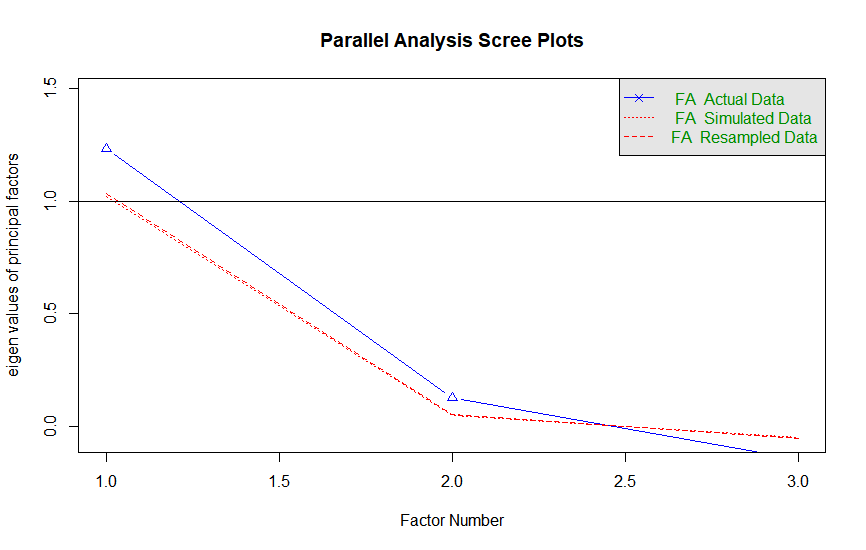 Parallel Analysis Scree Plots
eigen values of principal factors
1.5
1.0
0.5
0.0
FA Actual Data
FA Simulated Data
FA Resampled Data
1.0 1.5 2.0 2.5 3.0
Factor Number